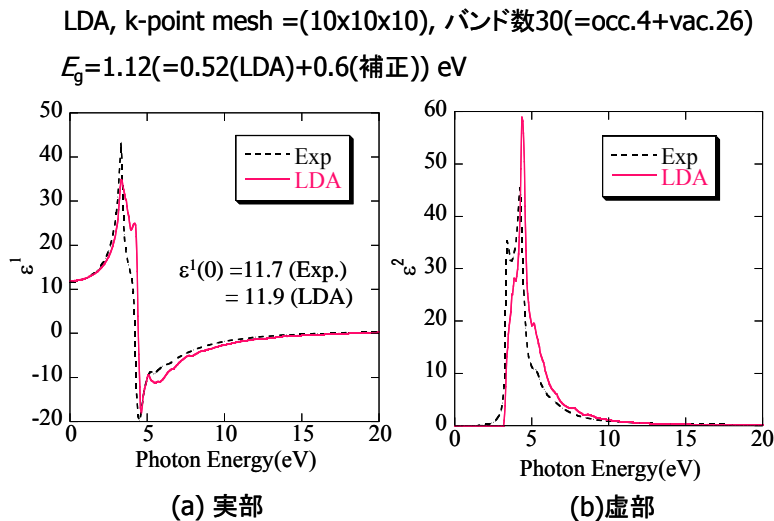 LDA, k-point mesh =(10x10x10), バンド数30(=occ.4+vac.26)
Eg=1.12(=0.52(LDA)+0.6(補正)) eV
50
40
30
20
10
0
-10
-20
ε¹
Exp
LDA
ε¹(0) =11.7 (Exp.)
= 11.9 (LDA)
0 5 10 15 20
Photon Energy(eV)
(a) 実部
60
50
40
30
20
10
0
ε²
Exp
LDA
0 5 10 15 20
Photon Energy(eV)
(b)虚部